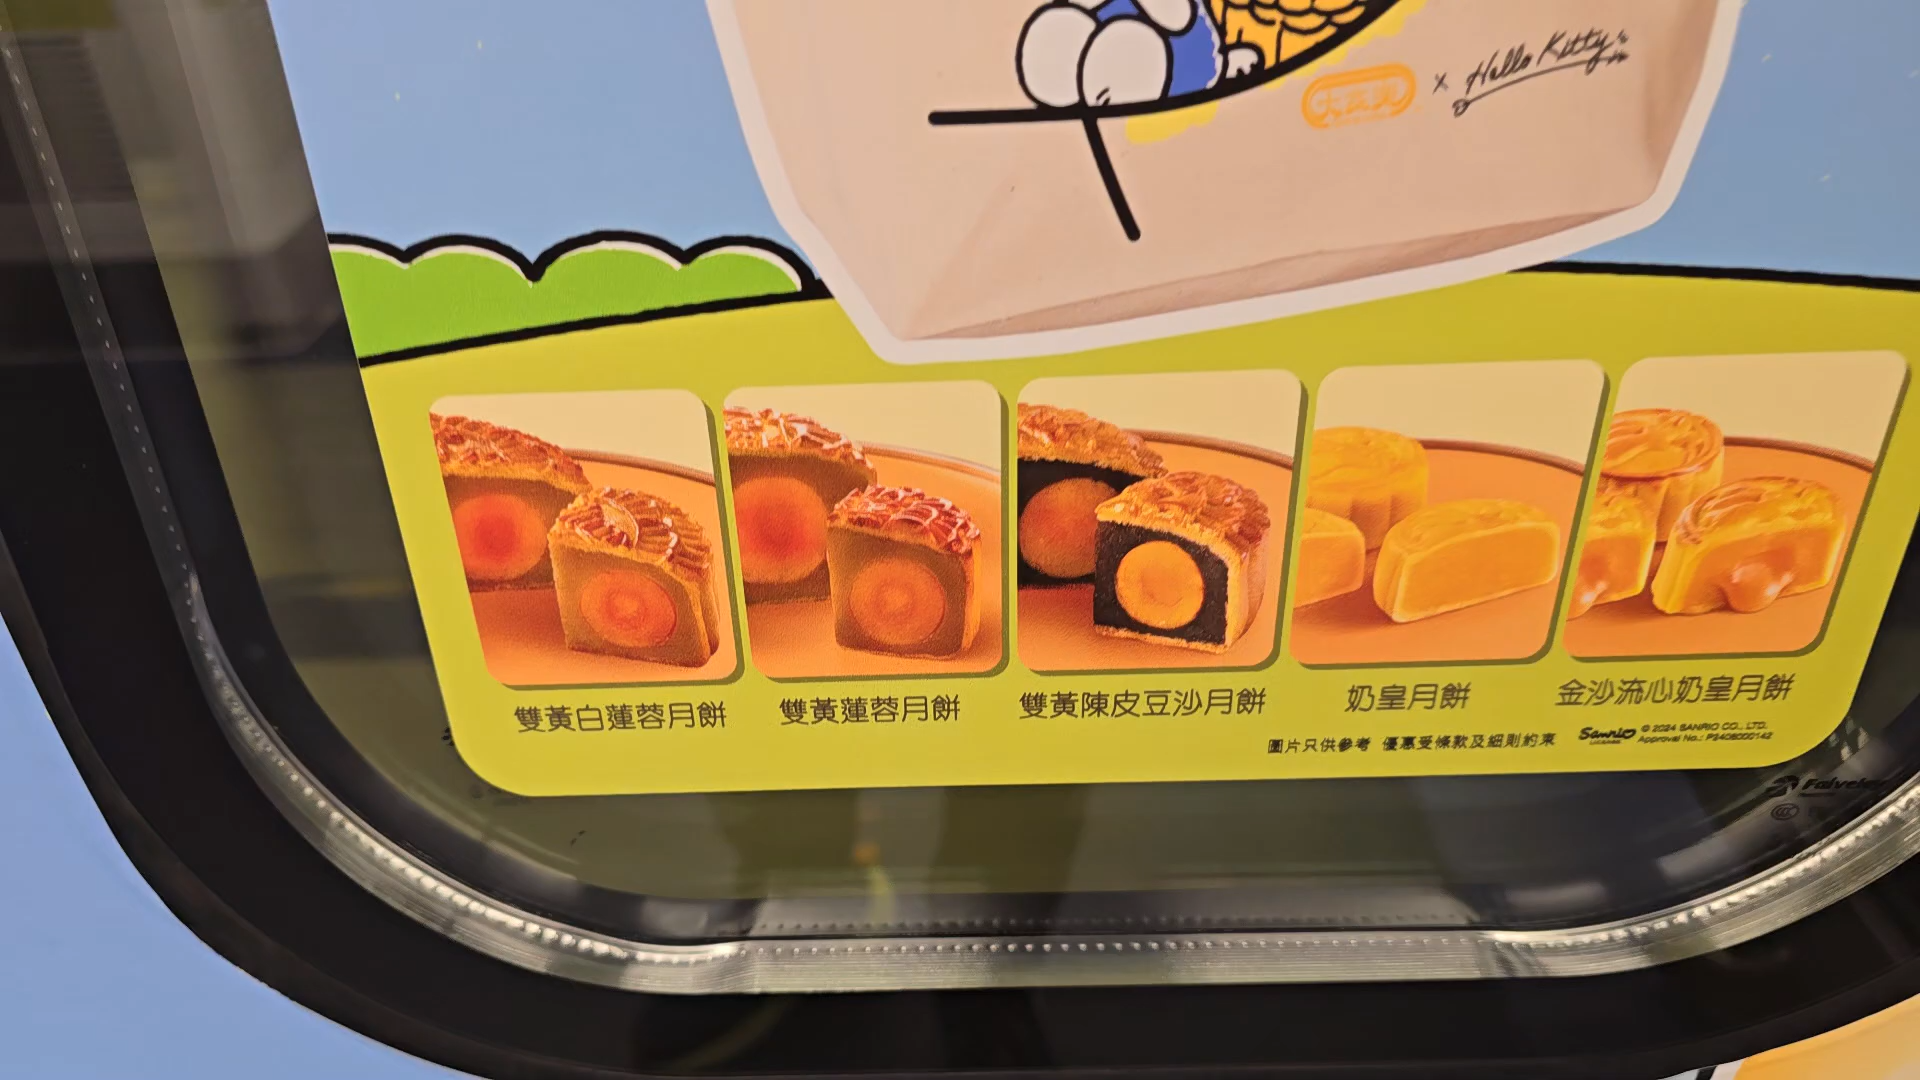 大班 × Hello Kitty
雙黃白蓮蓉月餅
雙黃蓮蓉月餅
雙黃陳皮豆沙月餅
奶皇月餅
金沙流心奶皇月餅
圖片只供參考 優惠受條款及細則約束
Sanrio
© 2024 SANRIO CO., LTD.
Approval No.: P2406000142
Faiveley